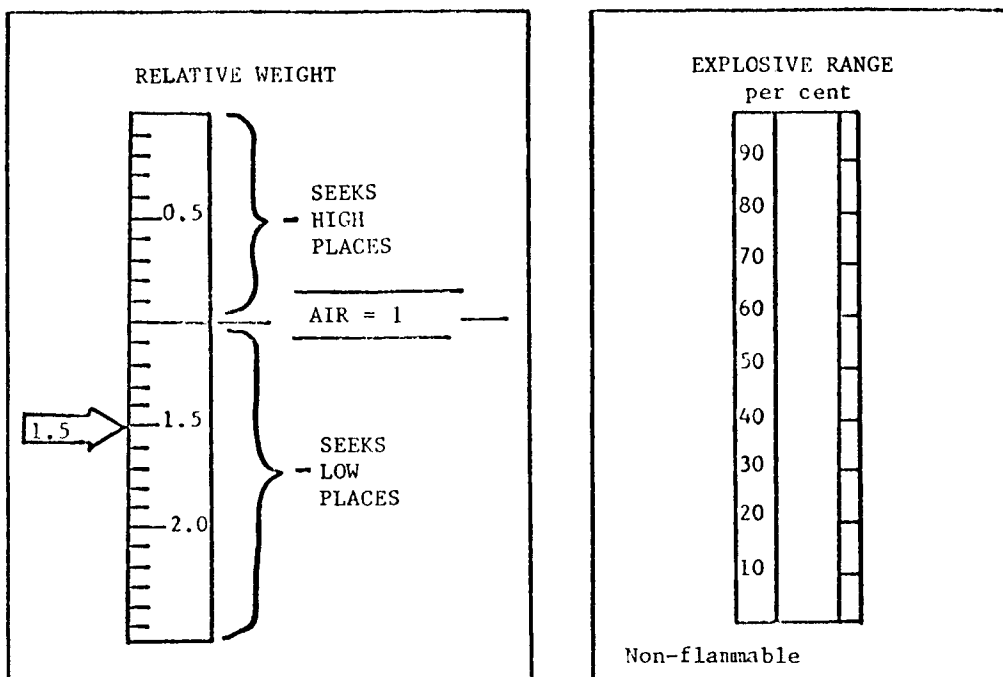 RELATIVE WEIGHT
0.5
SEEKS
HIGH
PLACES
AIR = 1
1.5
1.5
SEEKS
LOW
PLACES
2.0
EXPLOSIVE RANGE
per cent
90
80
70
60
50
40
30
20
10
Non-flammable